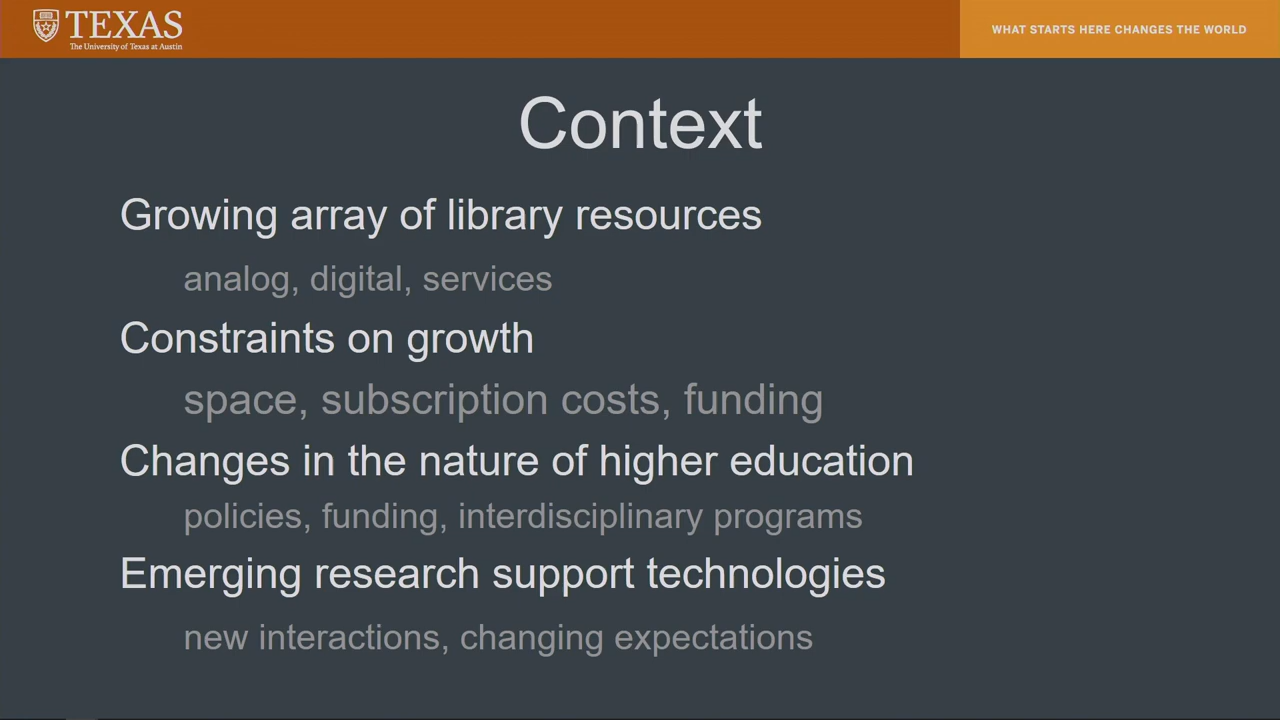 TEXAS
The University of Texas at Austin
WHAT STARTS HERE CHANGES THE WORLD
Context
Growing array of library resources
analog, digital, services
Constraints on growth
space, subscription costs, funding
Changes in the nature of higher education
policies, funding, interdisciplinary programs
Emerging research support technologies
new interactions, changing expectations